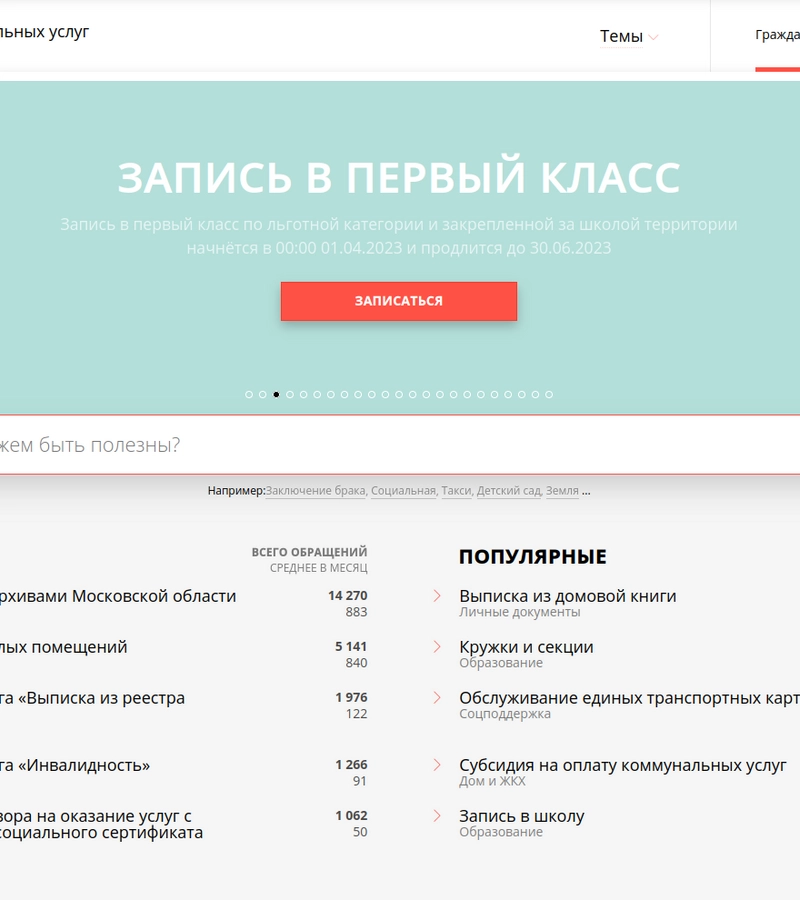 льных услуг
Темы
Гражда
ЗАПИСЬ В ПЕРВЫЙ КЛАСС
Запись в первый класс по льготной категории и закрепленной за школой территории
начнётся в 00:00 01.04.2023 и продлится до 30.06.2023
ЗАПИСАТЬСЯ
жем быть полезны?
Например:Заключение брака, Социальная, Такси, Детский сад, Земля ...
ВСЕГО ОБРАЩЕНИЙ
СРЕДНЕЕ В МЕСЯЦ
рхивами Московской области
14 270
883
лых помещений
5 141
840
га «Выписка из реестра
1 976
122
га «Инвалидность»
1 266
91
вора на оказание услуг с
социального сертификата
1 062
50
ПОПУЛЯРНЫЕ
Выписка из домовой книги
Личные документы
Кружки и секции
Образование
Обслуживание единых транспортных карт
Соцподдержка
Субсидия на оплату коммунальных услуг
Дом и ЖКХ
Запись в школу
Образование